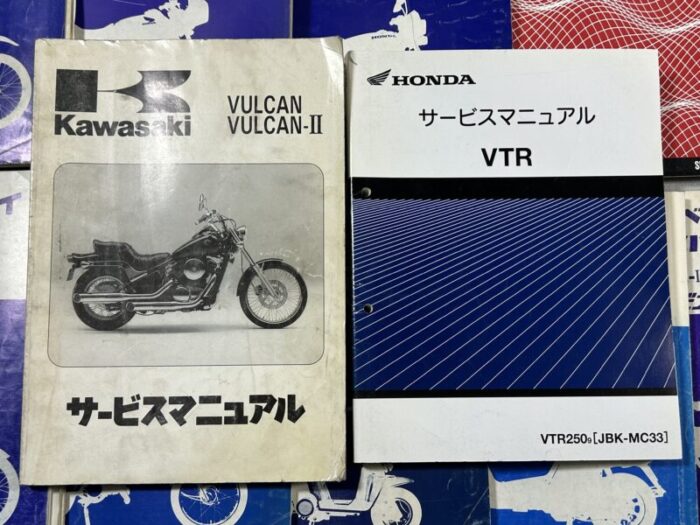 Kawasaki
VULCAN
VULCAN-II
サービスマニュアル
HONDA
サービスマニュアル
VTR
VTR250₉［JBK-MC33］